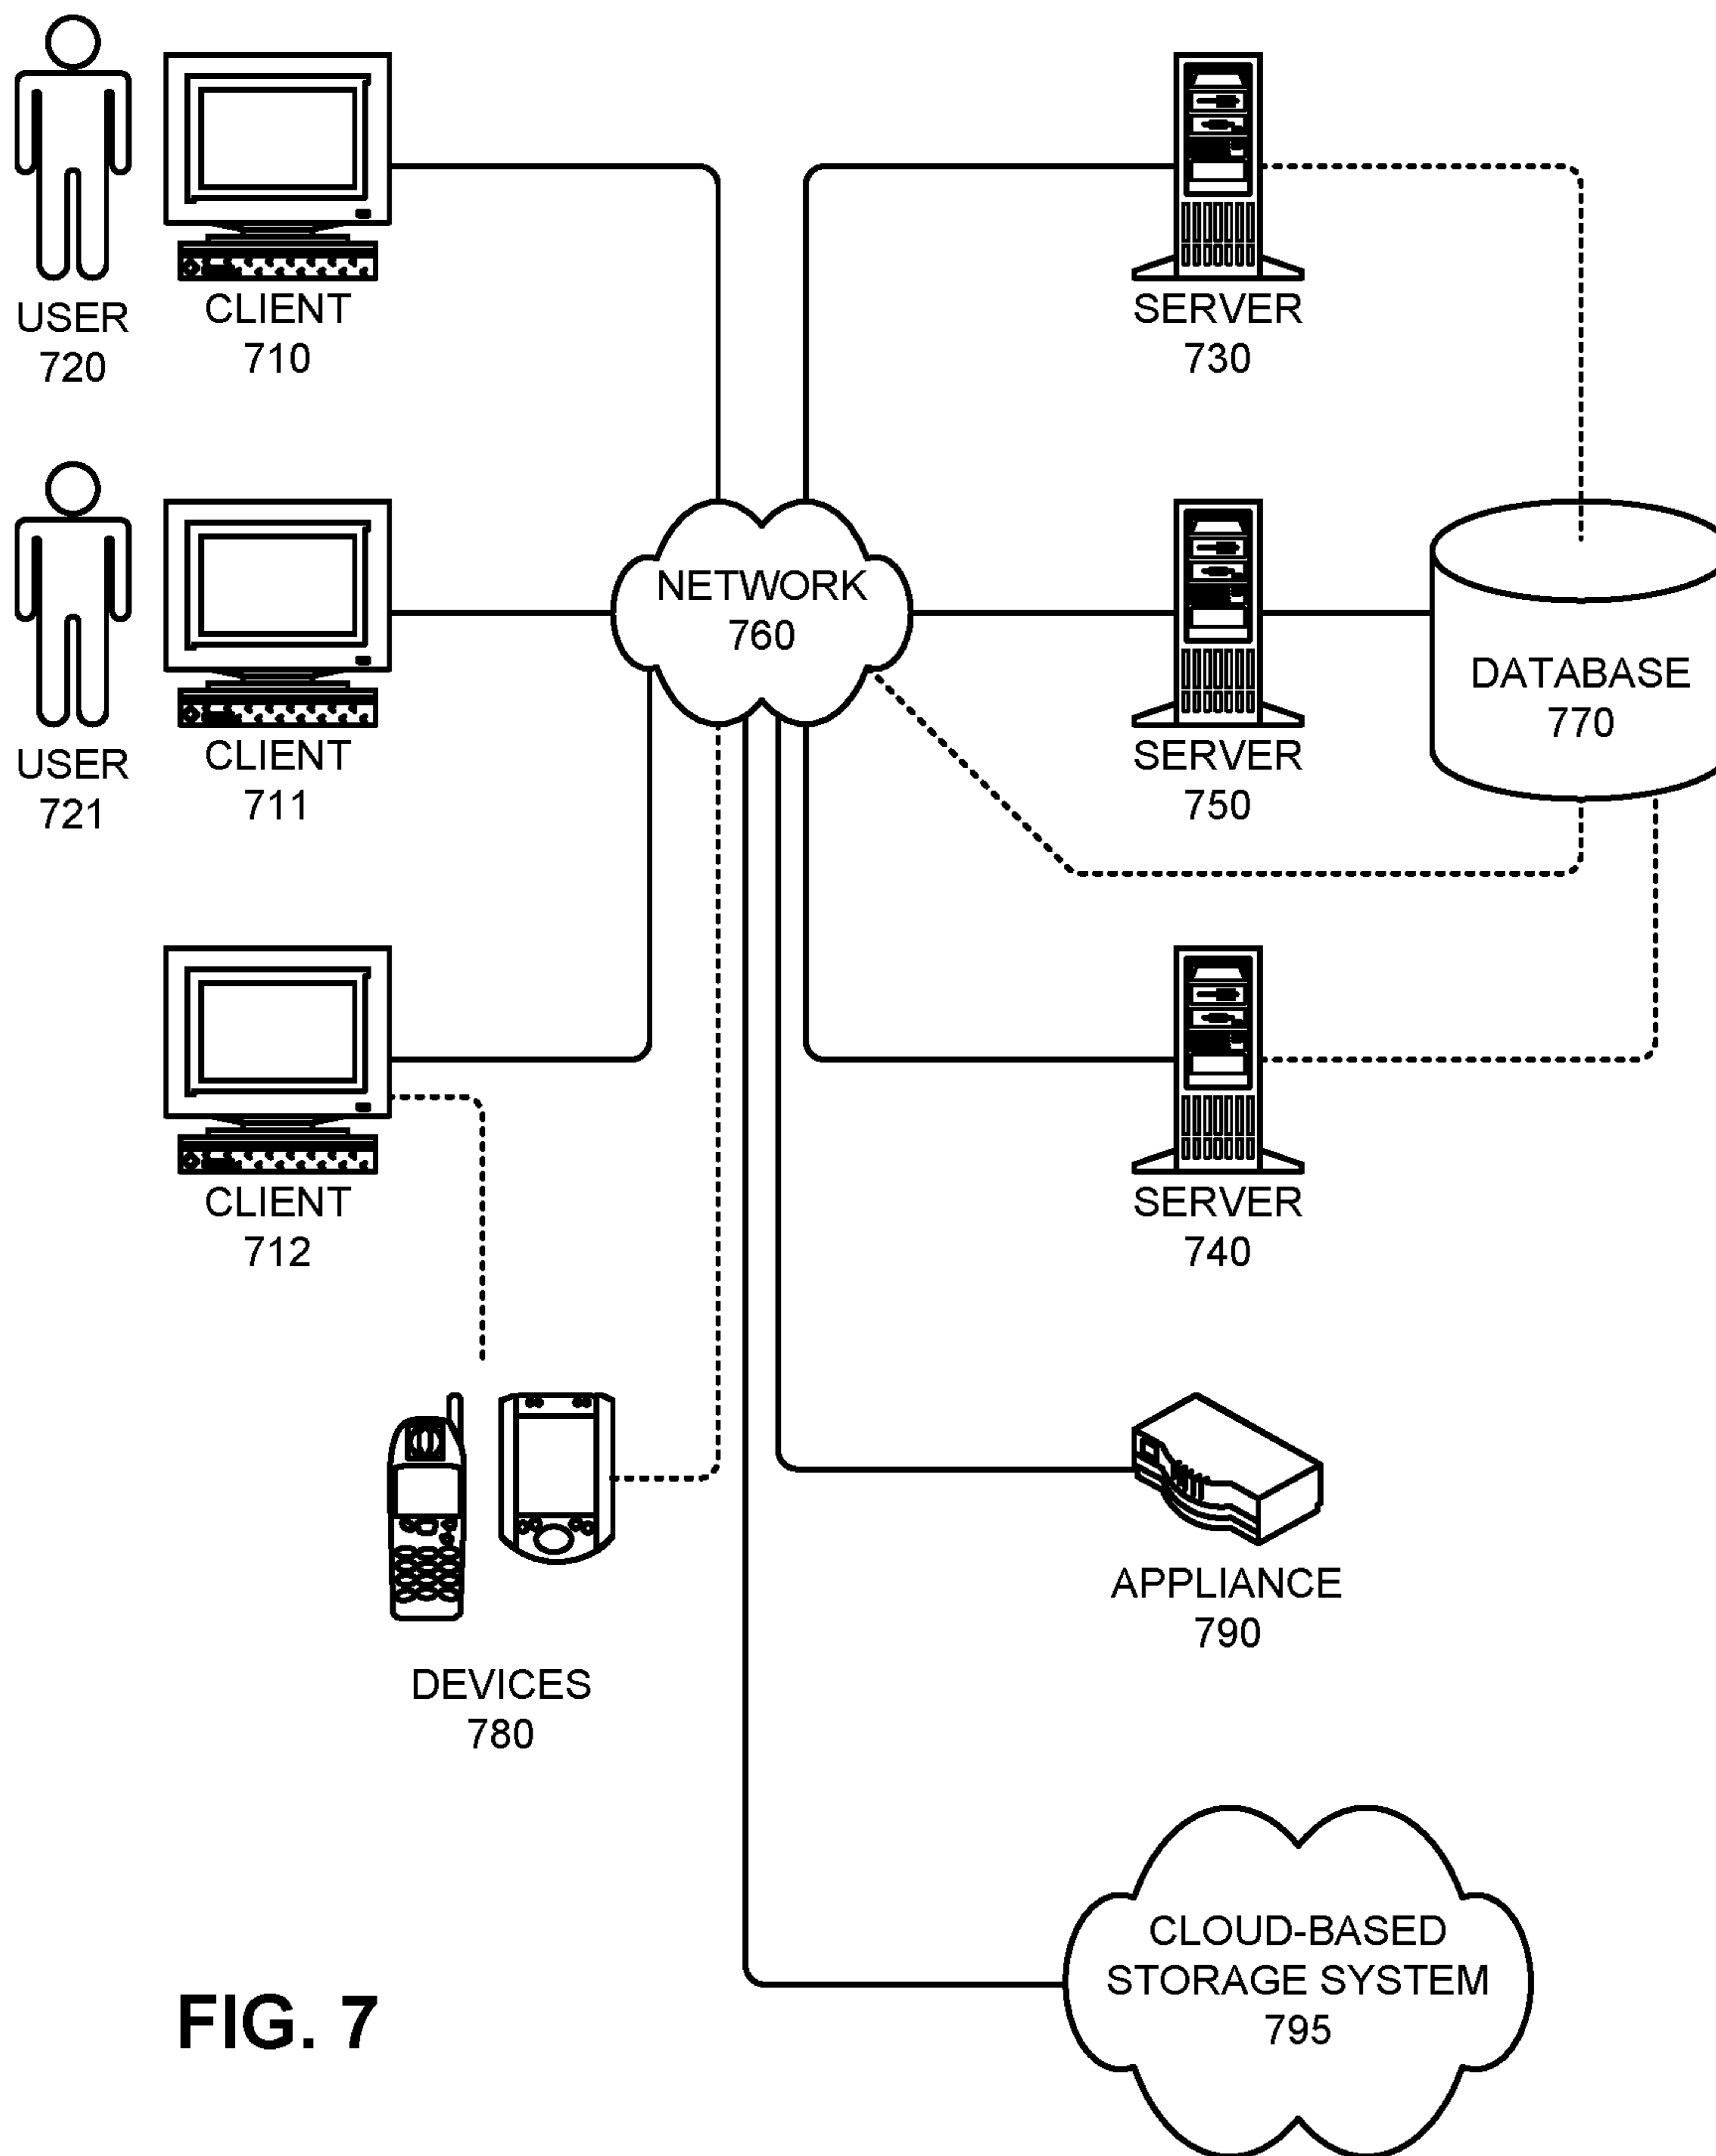 USER
720
CLIENT
710
SERVER
730
USER
721
CLIENT
711
NETWORK
760
SERVER
750
DATABASE
770
CLIENT
712
SERVER
740
DEVICES
780
APPLIANCE
790
CLOUD-BASED
STORAGE SYSTEM
795
FIG. 7